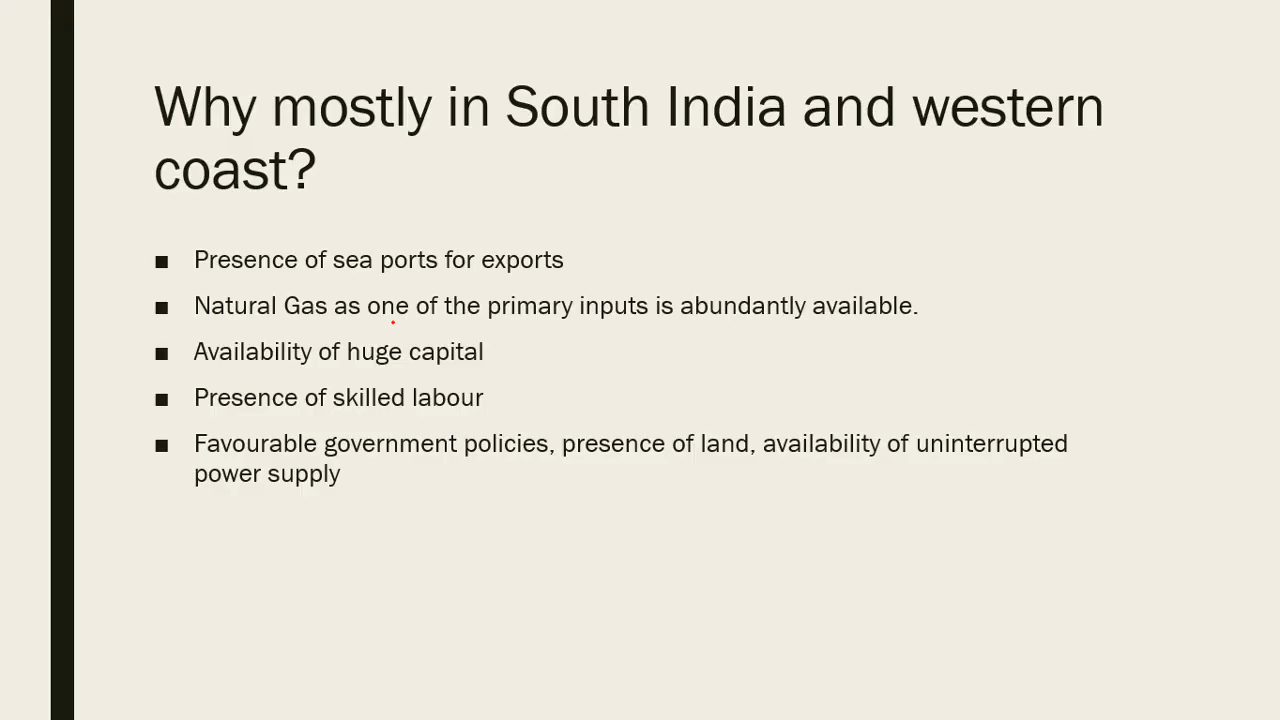 Why mostly in South India and western
coast?
■ Presence of sea ports for exports
■ Natural Gas as one of the primary inputs is abundantly available.
■ Availability of huge capital
■ Presence of skilled labour
■ Favourable government policies, presence of land, availability of uninterrupted
power supply